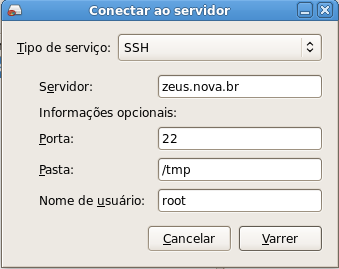 Conectar ao servidor
Tipo de serviço: SSH
Servidor: zeus.nova.br
Informações opcionais:
Porta: 22
Pasta: /tmp
Nome de usuário: root
Cancelar Varrer